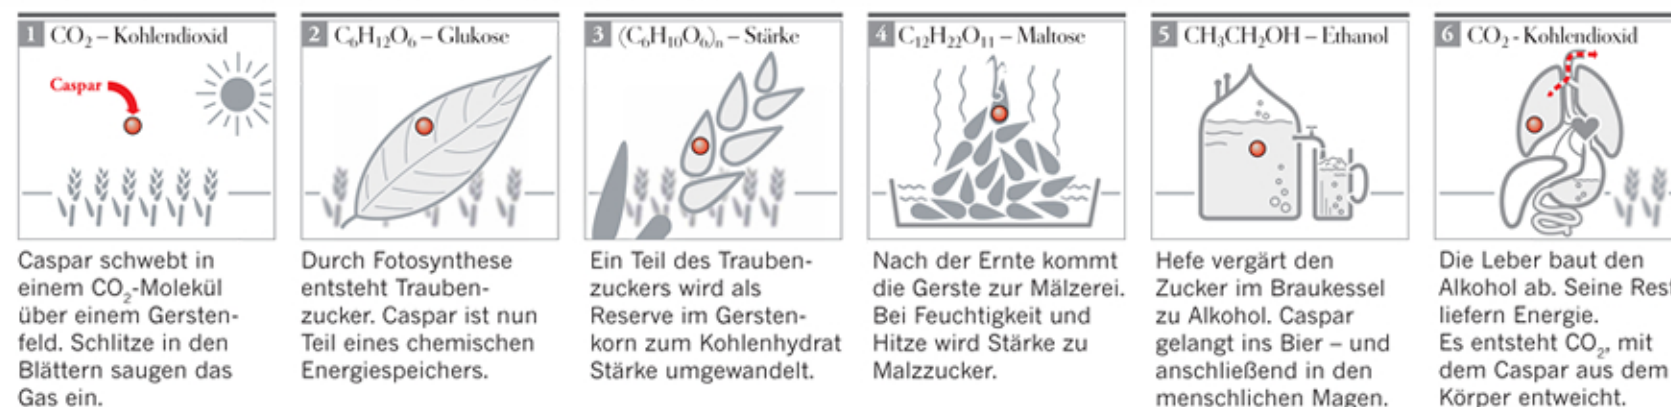 1 CO₂ – Kohlendioxid
Caspar
Caspar schwebt in
einem CO₂-Molekül
über einem Gersten-
feld. Schlitze in den
Blättern saugen das
Gas ein.
2 C₆H₁₂O₆ – Glukose
Durch Fotosynthese
entsteht Trauben-
zucker. Caspar ist nun
Teil eines chemischen
Energiespeichers.
3 (C₆H₁₀O₆)ₙ – Stärke
Ein Teil des Trauben-
zuckers wird als
Reserve im Gersten-
korn zum Kohlenhydrat
Stärke umgewandelt.
4 C₁₂H₂₂O₁₁ – Maltose
Nach der Ernte kommt
die Gerste zur Mälzerei.
Bei Feuchtigkeit und
Hitze wird Stärke zu
Malzzucker.
5 CH₃CH₂OH – Ethanol
Hefe vergärt den
Zucker im Braukessel
zu Alkohol. Caspar
gelangt ins Bier – und
anschließend in den
menschlichen Magen.
6 CO₂ - Kohlendioxid
Die Leber baut den
Alkohol ab. Seine Rest
liefern Energie.
Es entsteht CO₂, mit
dem Caspar aus dem
Körper entweicht.